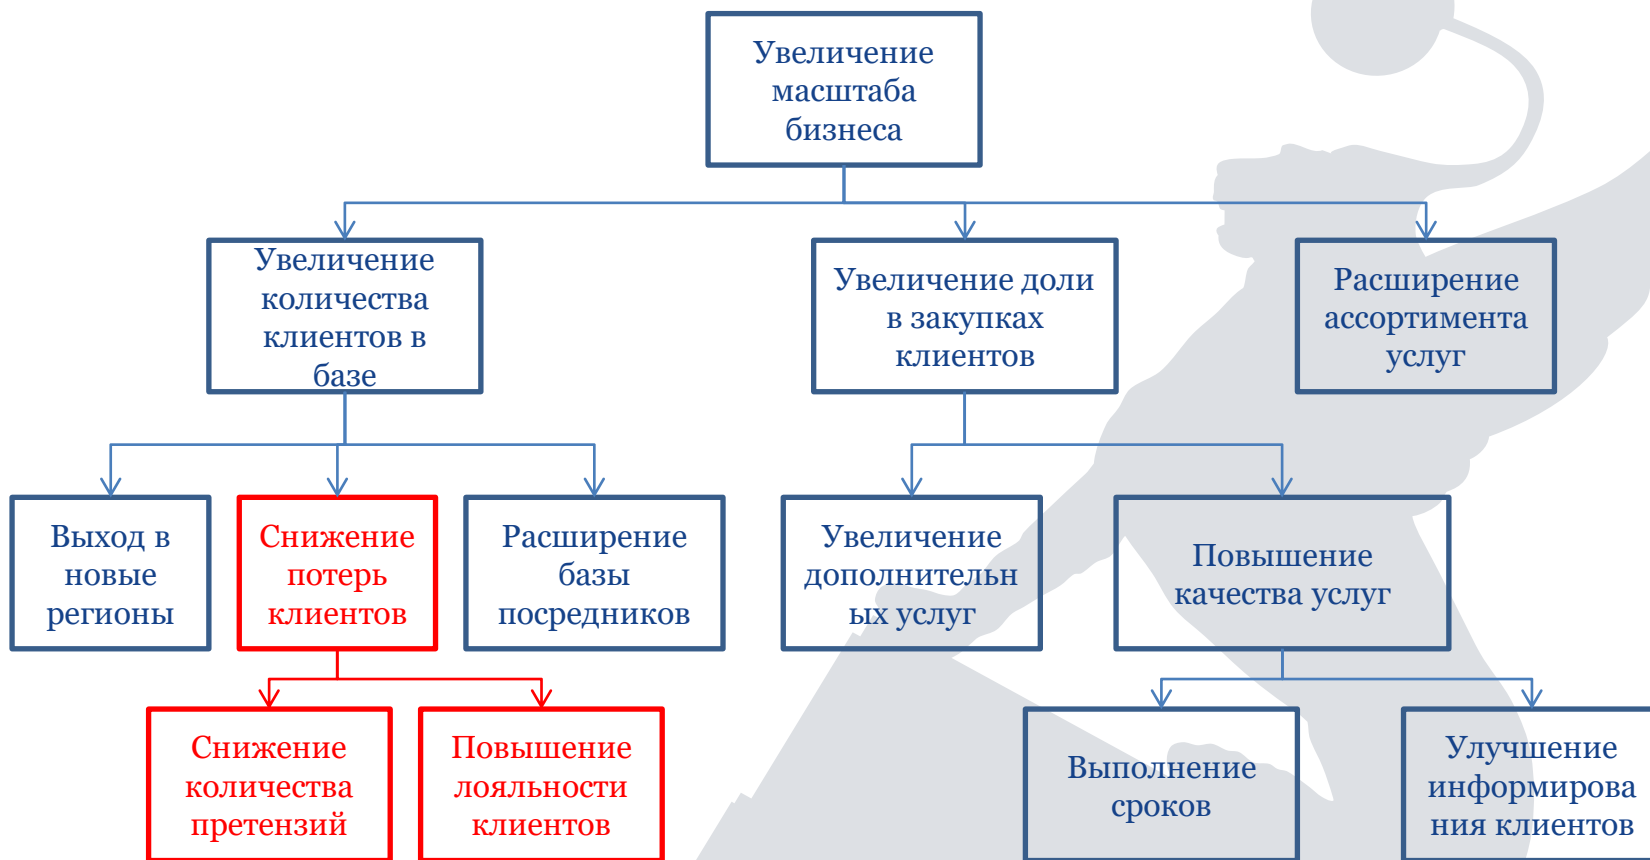 Увеличение
масштаба
бизнеса
Увеличение
количества
клиентов в
базе
Увеличение доли
в закупках
клиентов
Расширение
ассортимента
услуг
Выход в
новые
регионы
Снижение
потерь
клиентов
Расширение
базы
посредников
Увеличение
дополнительн
ых услуг
Повышение
качества услуг
Снижение
количества
претензий
Повышение
лояльности
клиентов
Выполнение
сроков
Улучшение
информирова
ния клиентов